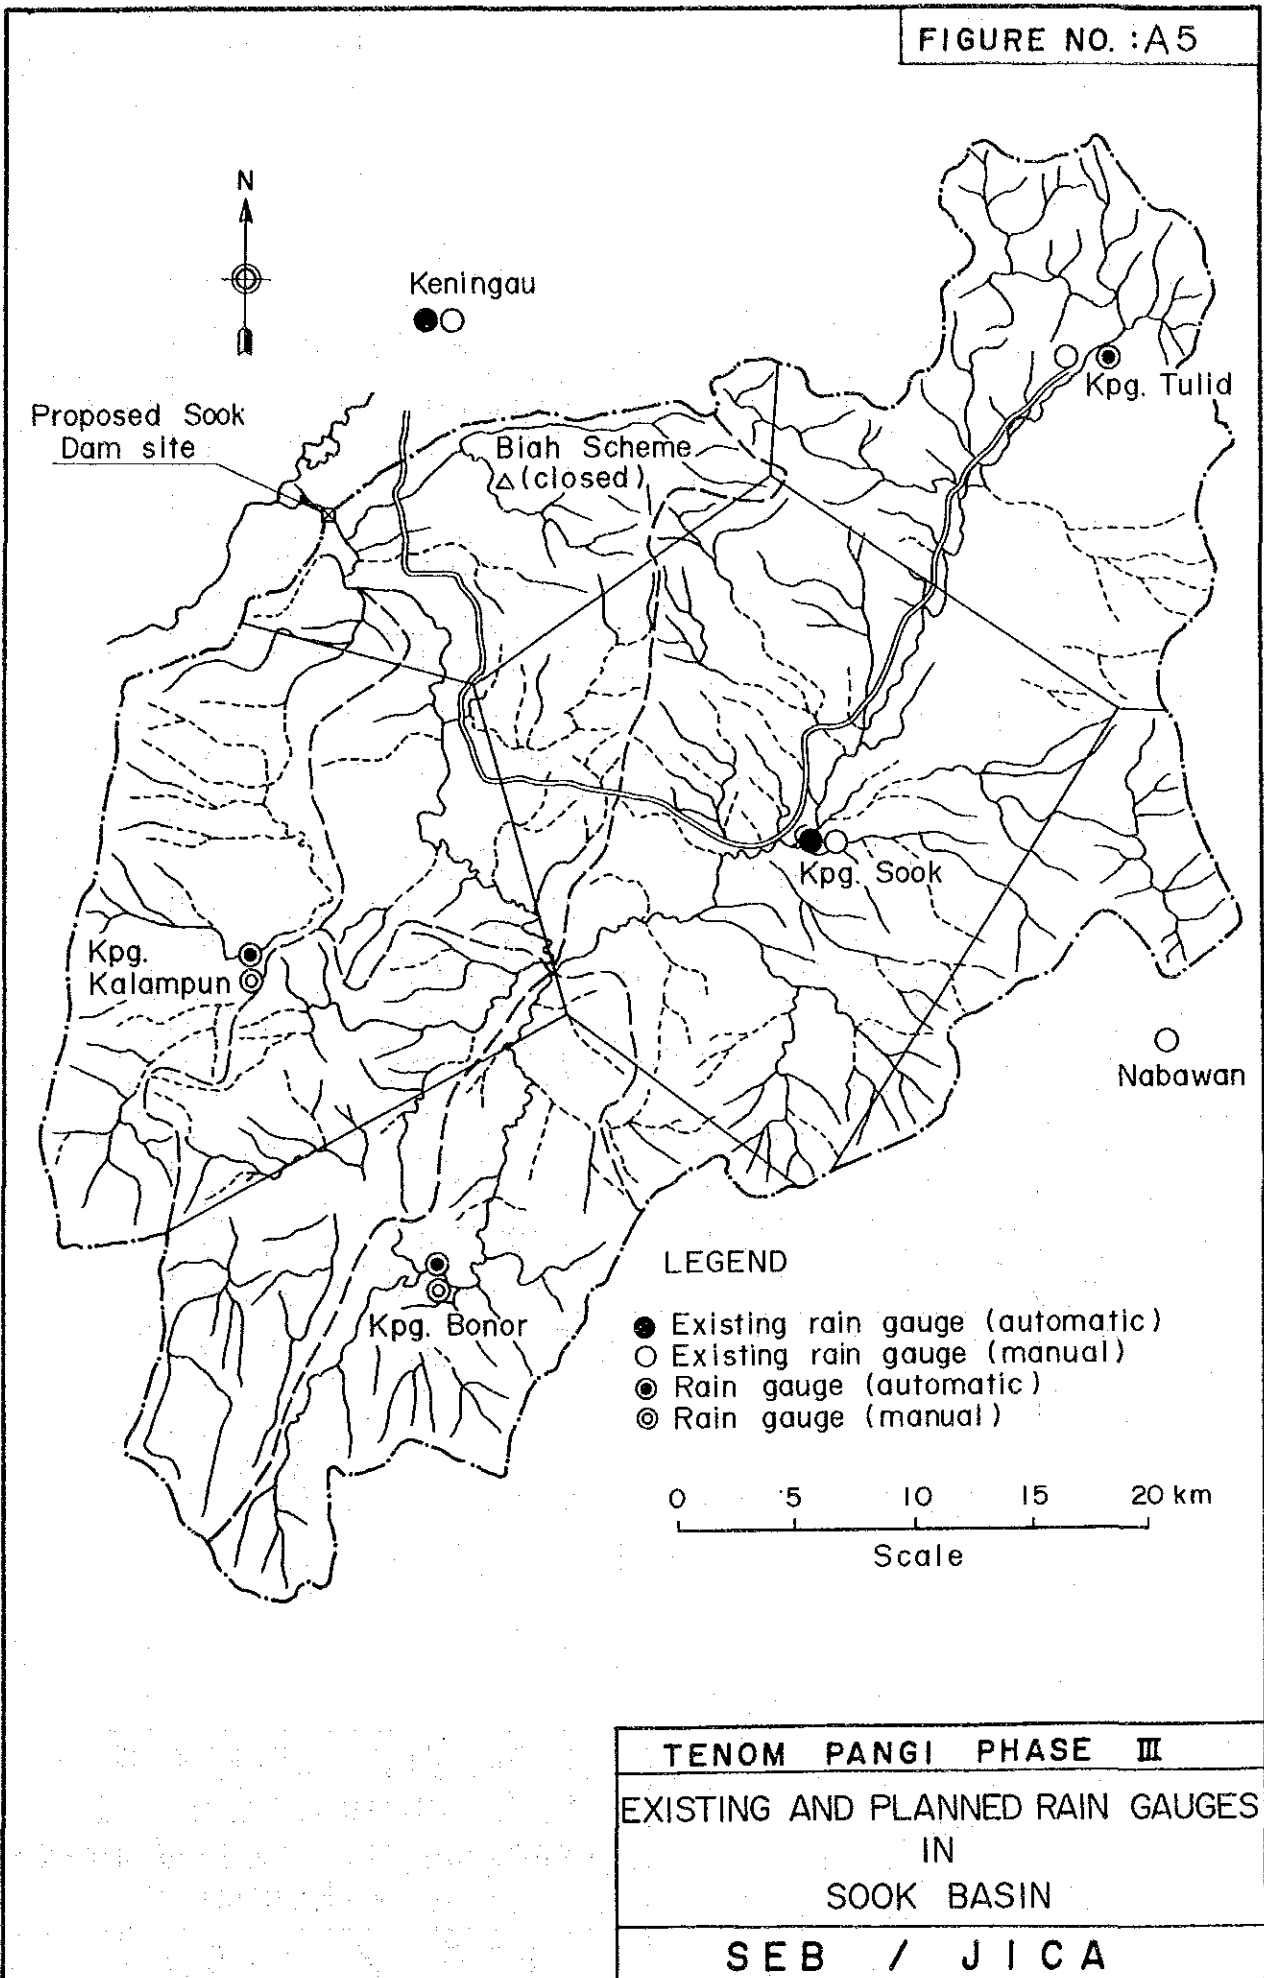 FIGURE NO. : A5
N
Keningau
Kpg. Tulid
Proposed Sook
Dam site
Biah Scheme
△ (closed)
Kpg. Sook
Kpg.
Kalampun
Nabawan
Kpg. Bonor
LEGEND
● Existing rain gauge (automatic)
○ Existing rain gauge (manual)
◉ Rain gauge (automatic)
◎ Rain gauge (manual)
0 5 10 15 20 km
Scale
TENOM PANGI PHASE III
EXISTING AND PLANNED RAIN GAUGES
IN
SOOK BASIN
SEB / JICA